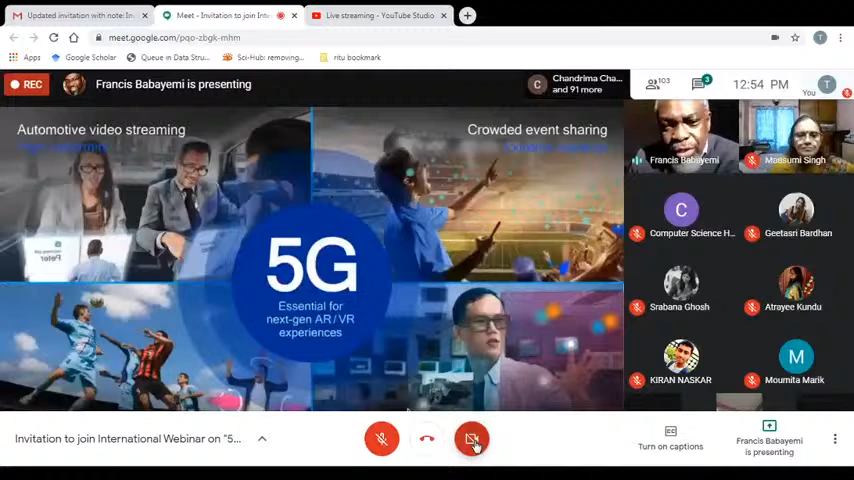 Updated invitation with note: In
Meet - Invitation to join Inte
Live streaming - YouTube Studio
meet.google.com/pqo-zbgk-mhm
Apps
Google Scholar
Queue in Data Stru...
Sci-Hub: removing...
ritu bookmark
REC
Francis Babayemi is presenting
C
Chandrima Cha...
and 91 more
103
3
12:54 PM
You
T
Automotive video streaming
Crowded event sharing
5G
Essential for
next-gen AR/VR
experiences
Francis Babayemi
Mausumi Singh
C
Computer Science H...
Geetasri Bardhan
Srabana Ghosh
Atrayee Kundu
KIRAN NASKAR
M
Moumita Marik
Invitation to join International Webinar on "5...
Turn on captions
Francis Babayemi
is presenting